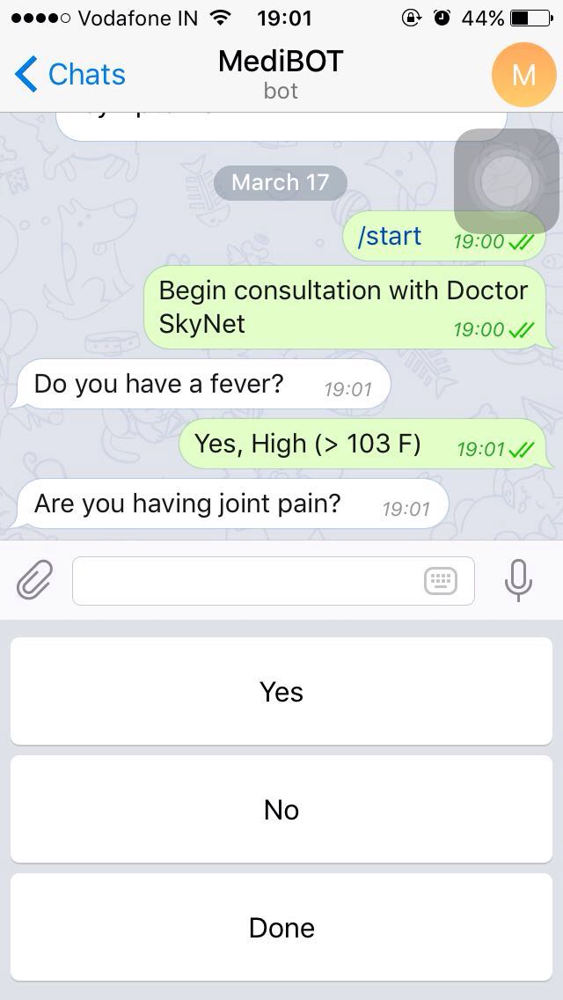 Vodafone IN 19:01 44%
Chats MediBOT M
bot
March 17
/start 19:00
Begin consultation with Doctor
SkyNet 19:00
Do you have a fever? 19:01
Yes, High (> 103 F) 19:01
Are you having joint pain? 19:01
Yes
No
Done